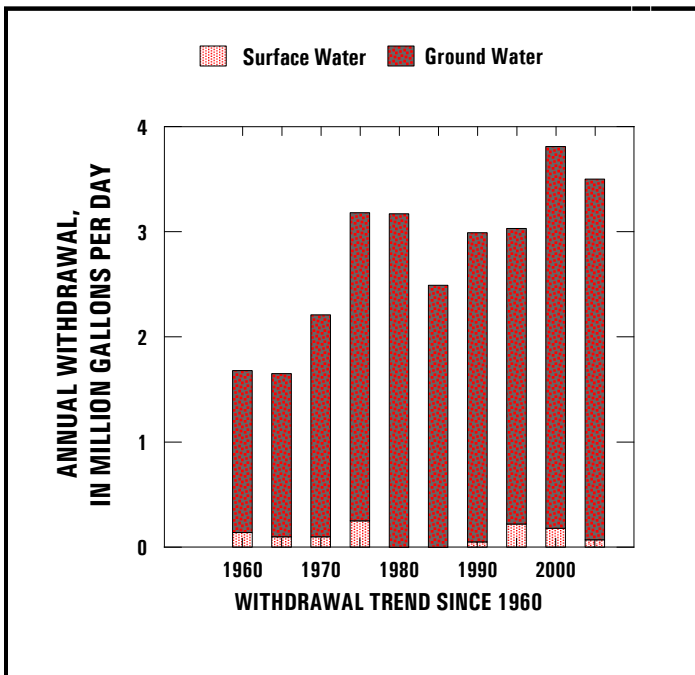 Surface Water Ground Water
ANNUAL WITHDRAWAL,
IN MILLION GALLONS PER DAY
4
3
2
1
0
1960 1970 1980 1990 2000
WITHDRAWAL TREND SINCE 1960